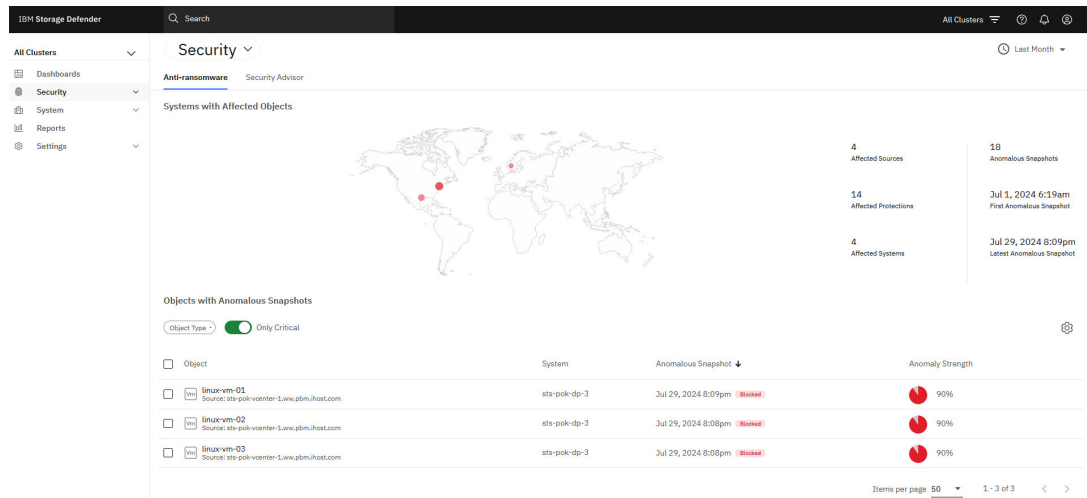 IBM Storage Defender
Search
All Clusters
All Clusters
Dashboards
Security
System
Reports
Settings
Security
Last Month
Anti-ransomware
Security Advisor
Systems with Affected Objects
4
Affected Sources
18
Anomalous Snapshots
14
Affected Protections
Jul 1, 2024 6:19am
First Anomalous Snapshot
4
Affected Systems
Jul 29, 2024 8:09pm
Latest Anomalous Snapshot
Objects with Anomalous Snapshots
Object Type
Only Critical
Object System Anomalous Snapshot Anomaly Strength
Vm linux-vm-01 sts-pok-dp-3 Jul 29, 2024 8:09pm Blocked 90%
Source: sts-pok-vcenter-1.ww.pbm.ihost.com
Vm linux-vm-02 sts-pok-dp-3 Jul 29, 2024 8:08pm Blocked 90%
Source: sts-pok-vcenter-1.ww.pbm.ihost.com
Vm linux-vm-03 sts-pok-dp-3 Jul 29, 2024 8:08pm Blocked 90%
Source: sts-pok-vcenter-1.ww.pbm.ihost.com
Items per page 50 1 - 3 of 3